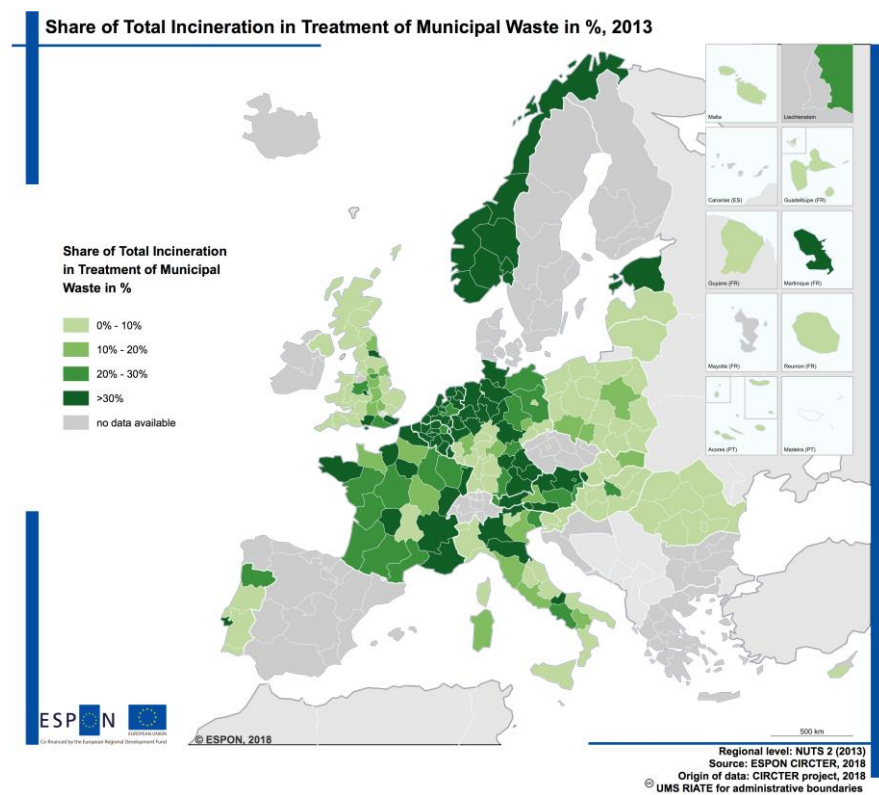 Share of Total Incineration in Treatment of Municipal Waste in %, 2013
Malta
Liechtenstein
Canarias (ES)
Guadeloupe (FR)
Guyane (FR)
Martinique (FR)
Mayotte (FR)
Reunion (FR)
Acores (PT)
Madeira (PT)
Share of Total Incineration
in Treatment of Municipal
Waste in %
0% - 10%
10% - 20%
20% - 30%
>30%
no data available
ESPON
EUROPEAN UNION
Co-financed by the European Regional Development Fund
© ESPON, 2018
500 km
Regional level: NUTS 2 (2013)
Source: ESPON CIRCTER, 2018
Origin of data: CIRCTER project, 2018
UMS RIATE for administrative boundaries